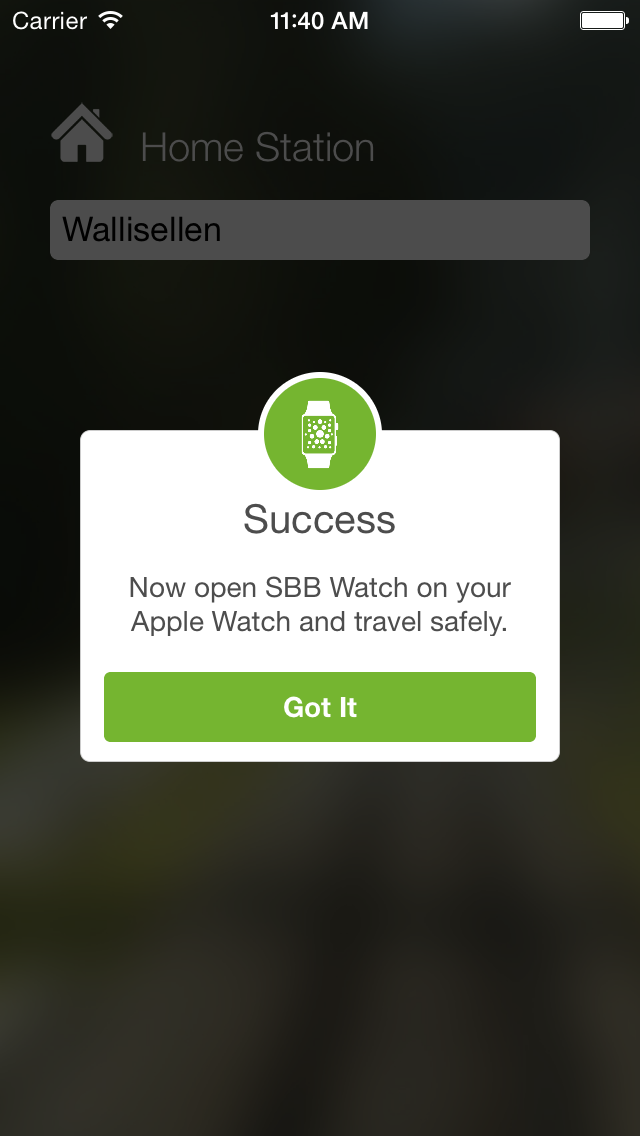 Carrier 11:40 AM
Home Station
Wallisellen
Success
Now open SBB Watch on your
Apple Watch and travel safely.
Got It